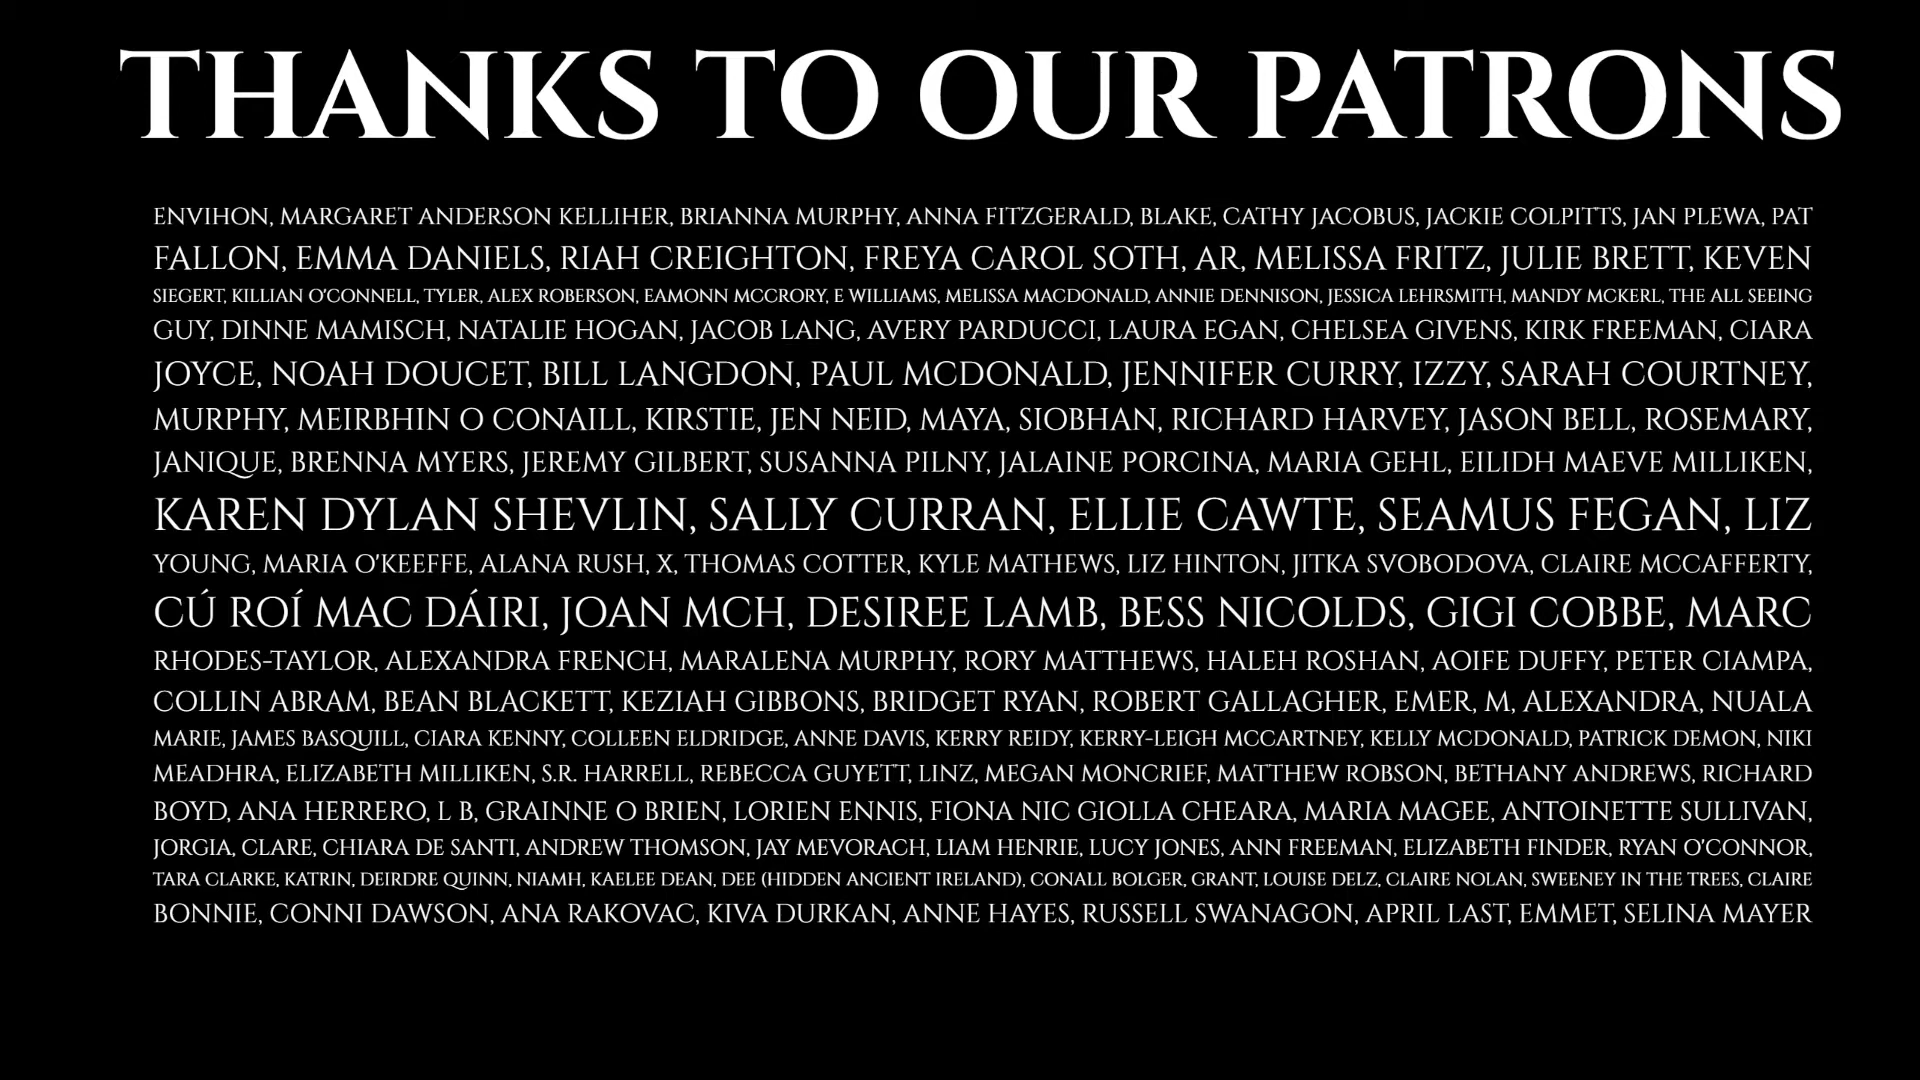 THANKS TO OUR PATRONS
ENVIHON, MARGARET ANDERSON KELLIHER, BRIANNA MURPHY, ANNA FITZGERALD, BLAKE, CATHY JACOBUS, JACKIE COLPITTS, JAN PLEWA, PAT
FALLON, EMMA DANIELS, RIAH CREIGHTON, FREYA CAROL SOTH, AR, MELISSA FRITZ, JULIE BRETT, KEVEN
SIEGERT, KILLIAN O'CONNELL, TYLER, ALEX ROBERSON, EAMONN MCCRORY, E WILLIAMS, MELISSA MACDONALD, ANNIE DENNISON, JESSICA LEHRSMITH, MANDY MCKERL, THE ALL SEEING
GUY, DINNE MAMISCH, NATALIE HOGAN, JACOB LANG, AVERY PARDUCCI, LAURA EGAN, CHELSEA GIVENS, KIRK FREEMAN, CIARA
JOYCE, NOAH DOUCET, BILL LANGDON, PAUL MCDONALD, JENNIFER CURRY, IZZY, SARAH COURTNEY,
MURPHY, MEIRBHIN O CONAILL, KIRSTIE, JEN NEID, MAYA, SIOBHAN, RICHARD HARVEY, JASON BELL, ROSEMARY,
JANIQUE, BRENNA MYERS, JEREMY GILBERT, SUSANNA PILNY, JALAINE PORCINA, MARIA GEHL, EILIDH MAEVE MILLIKEN,
KAREN DYLAN SHEVLIN, SALLY CURRAN, ELLIE CAWTE, SEAMUS FEGAN, LIZ
YOUNG, MARIA O'KEEFFE, ALANA RUSH, X, THOMAS COTTER, KYLE MATHEWS, LIZ HINTON, JITKA SVOBODOVA, CLAIRE MCCAFFERTY,
CÚ ROÍ MAC DÁIRI, JOAN MCH, DESIREE LAMB, BESS NICOLDS, GIGI COBBE, MARC
RHODES-TAYLOR, ALEXANDRA FRENCH, MARALENA MURPHY, RORY MATTHEWS, HALEH ROSHAN, AOIFE DUFFY, PETER CIAMPA,
COLLIN ABRAM, BEAN BLACKETT, KEZIAH GIBBONS, BRIDGET RYAN, ROBERT GALLAGHER, EMER, M, ALEXANDRA, NUALA
MARIE, JAMES BASQUILL, CIARA KENNY, COLLEEN ELDRIDGE, ANNE DAVIS, KERRY REIDY, KERRY-LEIGH MCCARTNEY, KELLY MCDONALD, PATRICK DEMON, NIKI
MEADHRA, ELIZABETH MILLIKEN, S.R. HARRELL, REBECCA GUYETT, LINZ, MEGAN MONCRIEF, MATTHEW ROBSON, BETHANY ANDREWS, RICHARD
BOYD, ANA HERRERO, L B, GRAINNE O BRIEN, LORIEN ENNIS, FIONA NIC GIOLLA CHEARA, MARIA MAGEE, ANTOINETTE SULLIVAN,
JORGIA, CLARE, CHIARA DE SANTI, ANDREW THOMSON, JAY MEVORACH, LIAM HENRIE, LUCY JONES, ANN FREEMAN, ELIZABETH FINDER, RYAN O'CONNOR,
TARA CLARKE, KATRIN, DEIRDRE QUINN, NIAMH, KAELEE DEAN, DEE (HIDDEN ANCIENT IRELAND), CONALL BOLGER, GRANT, LOUISE DELZ, CLAIRE NOLAN, SWEENEY IN THE TREES, CLAIRE
BONNIE, CONNI DAWSON, ANA RAKOVAC, KIVA DURKAN, ANNE HAYES, RUSSELL SWANAGON, APRIL LAST, EMMET, SELINA MAYER